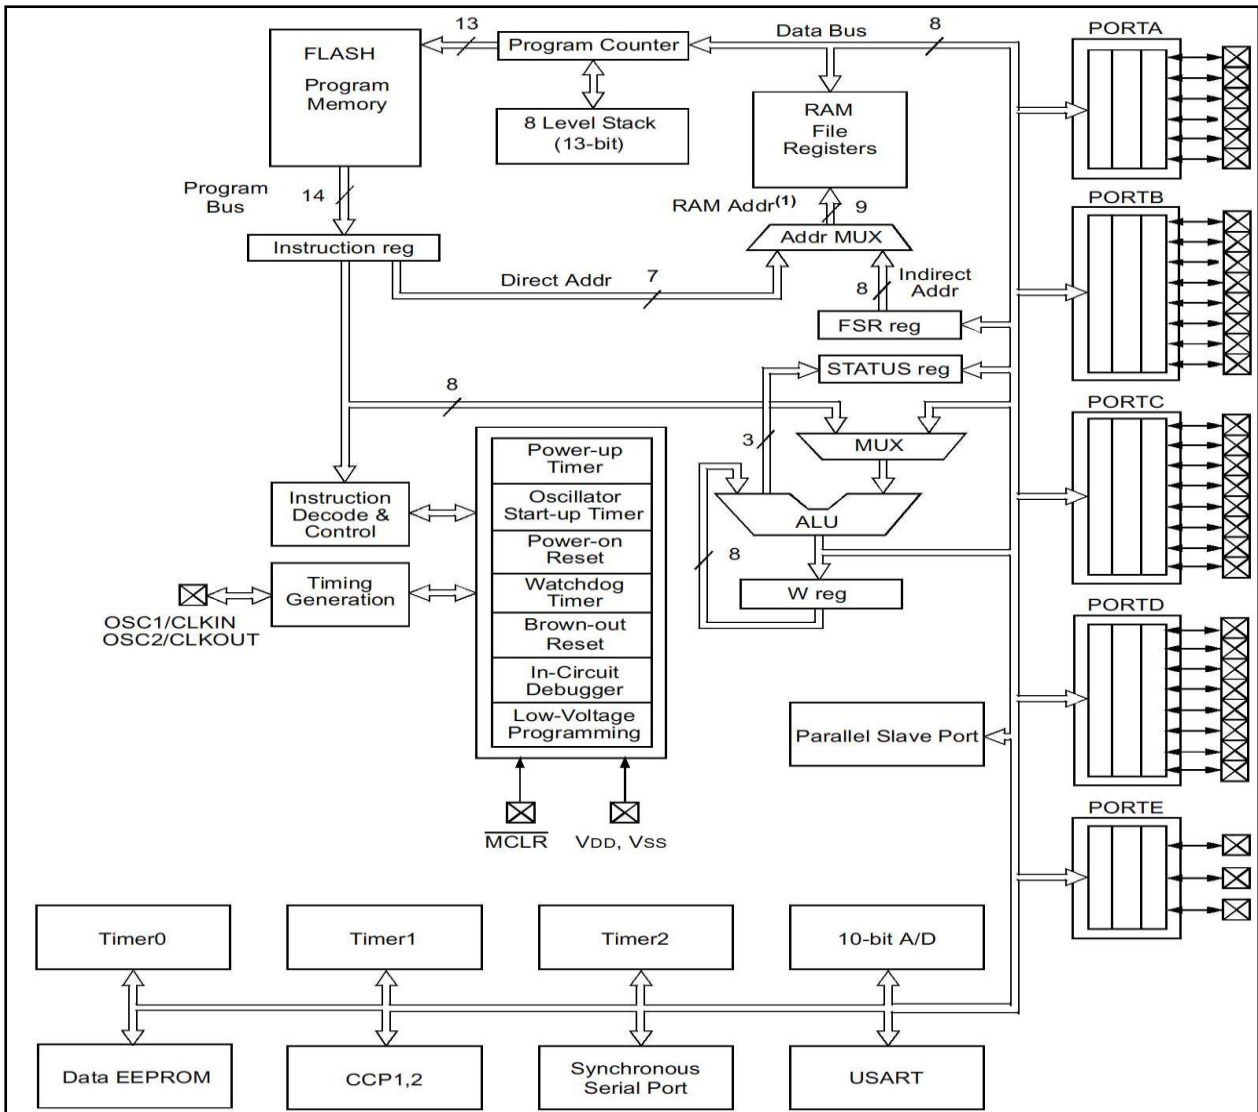 13
Data Bus
8
PORTA
FLASH
Program
Memory
Program Counter
8 Level Stack
(13-bit)
RAM
File
Registers
Program
Bus
14
RAM Addr(1)
9
PORTB
Instruction reg
Addr MUX
Direct Addr
7
8
Indirect
Addr
FSR reg
STATUS reg
8
PORTC
3
MUX
Power-up
Timer
Oscillator
Start-up Timer
Power-on
Reset
Watchdog
Timer
Brown-out
Reset
In-Circuit
Debugger
Low-Voltage
Programming
Instruction
Decode &
Control
ALU
8
W reg
Timing
Generation
OSC1/CLKIN
OSC2/CLKOUT
PORTD
Parallel Slave Port
MCLR
VDD, VSS
PORTE
Timer0
Timer1
Timer2
10-bit A/D
Data EEPROM
CCP1,2
Synchronous
Serial Port
USART